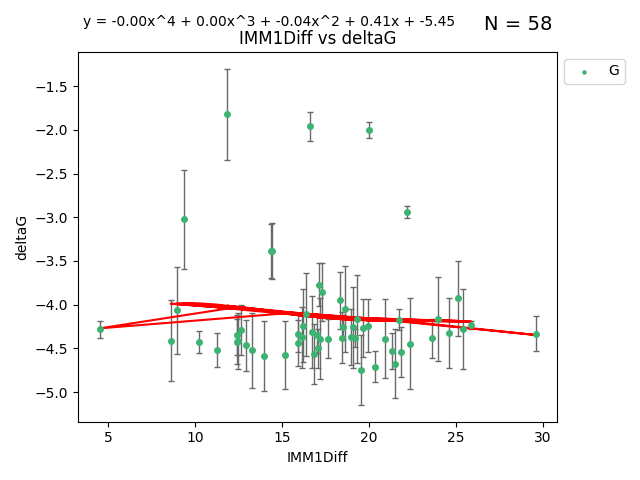 y = -0.00x^4 + 0.00x^3 + -0.04x^2 + 0.41x + -5.45
N = 58
IMM1Diff vs deltaG
G
−1.5
−2.0
−2.5
−3.0
−3.5
−4.0
−4.5
−5.0
deltaG
5 10 15 20 25 30
IMM1Diff